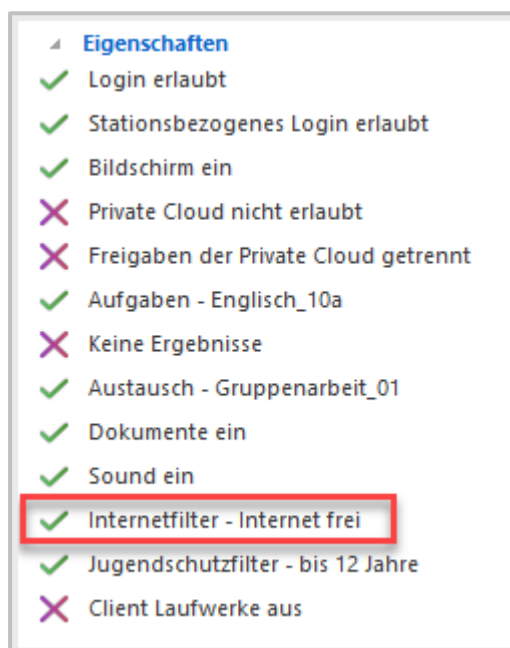 Eigenschaften
Login erlaubt
Stationsbezogenes Login erlaubt
Bildschirm ein
Private Cloud nicht erlaubt
Freigaben der Private Cloud getrennt
Aufgaben - Englisch_10a
Keine Ergebnisse
Austausch - Gruppenarbeit_01
Dokumente ein
Sound ein
Internetfilter - Internet frei
Jugendschutzfilter - bis 12 Jahre
Client Laufwerke aus